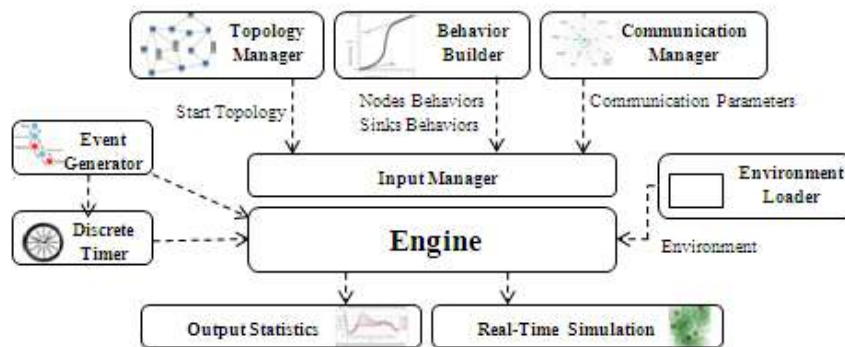 Topology
Manager
Behavior
Builder
Communication
Manager
Start Topology
Nodes Behaviors
Sinks Behaviors
Communication Parameters
Event
Generator
Input Manager
Environment
Loader
Discrete
Timer
Engine
Environment
Output Statistics
Real-Time Simulation